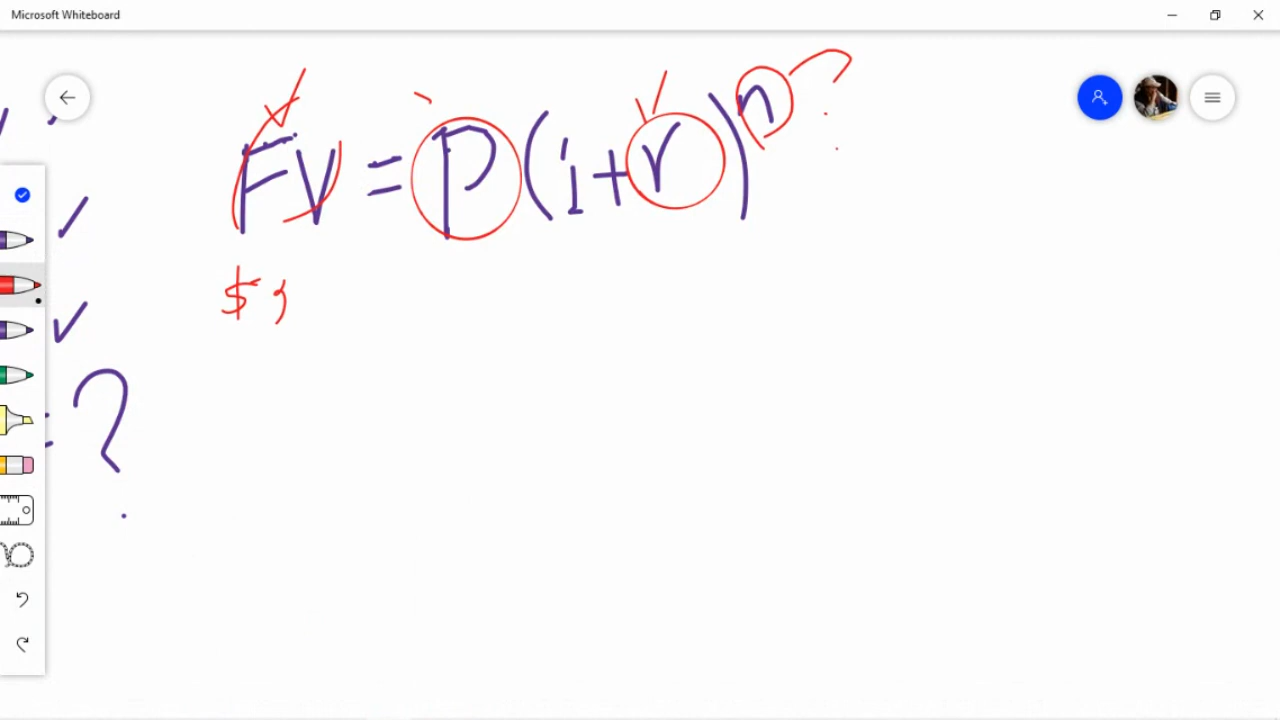 Microsoft Whiteboard
FV = P(1+r)^n ?
$
= ?